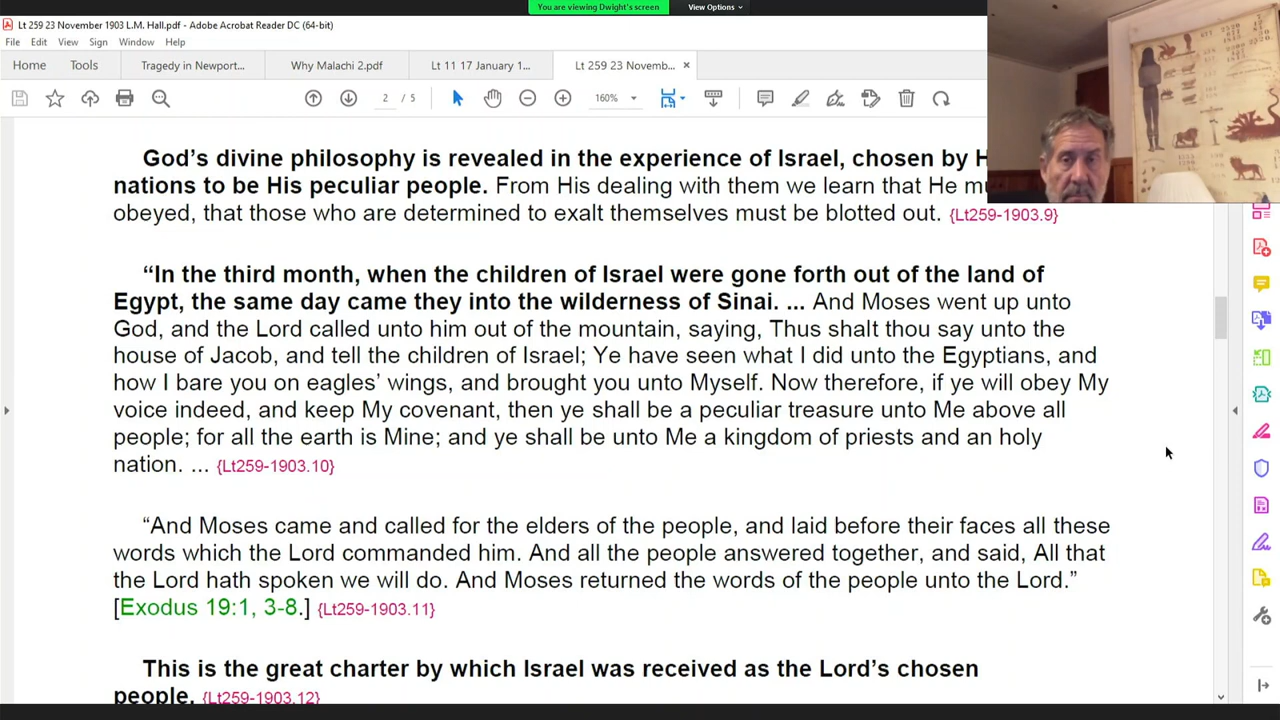 You are viewing Dwight's screen
View Options
Lt 259 23 November 1903 L.M. Hall.pdf - Adobe Acrobat Reader DC (64-bit)
File Edit View Sign Window Help
Home Tools Tragedy in Newport... Why Malachi 2.pdf Lt 11 17 January 1... Lt 259 23 Novemb...
2 / 5 160%
God's divine philosophy is revealed in the experience of Israel, chosen by
nations to be His peculiar people. From His dealing with them we learn that He
obeyed, that those who are determined to exalt themselves must be blotted out. {Lt259-1903.9}
“In the third month, when the children of Israel were gone forth out of the land of
Egypt, the same day came they into the wilderness of Sinai. ... And Moses went up unto
God, and the Lord called unto him out of the mountain, saying, Thus shalt thou say unto the
house of Jacob, and tell the children of Israel; Ye have seen what I did unto the Egyptians, and
how I bare you on eagles’ wings, and brought you unto Myself. Now therefore, if ye will obey My
voice indeed, and keep My covenant, then ye shall be a peculiar treasure unto Me above all
people; for all the earth is Mine; and ye shall be unto Me a kingdom of priests and an holy
nation. ... {Lt259-1903.10}
“And Moses came and called for the elders of the people, and laid before their faces all these
words which the Lord commanded him. And all the people answered together, and said, All that
the Lord hath spoken we will do. And Moses returned the words of the people unto the Lord.”
[Exodus 19:1, 3-8.] {Lt259-1903.11}
This is the great charter by which Israel was received as the Lord’s chosen
people. {Lt259-1903.12}